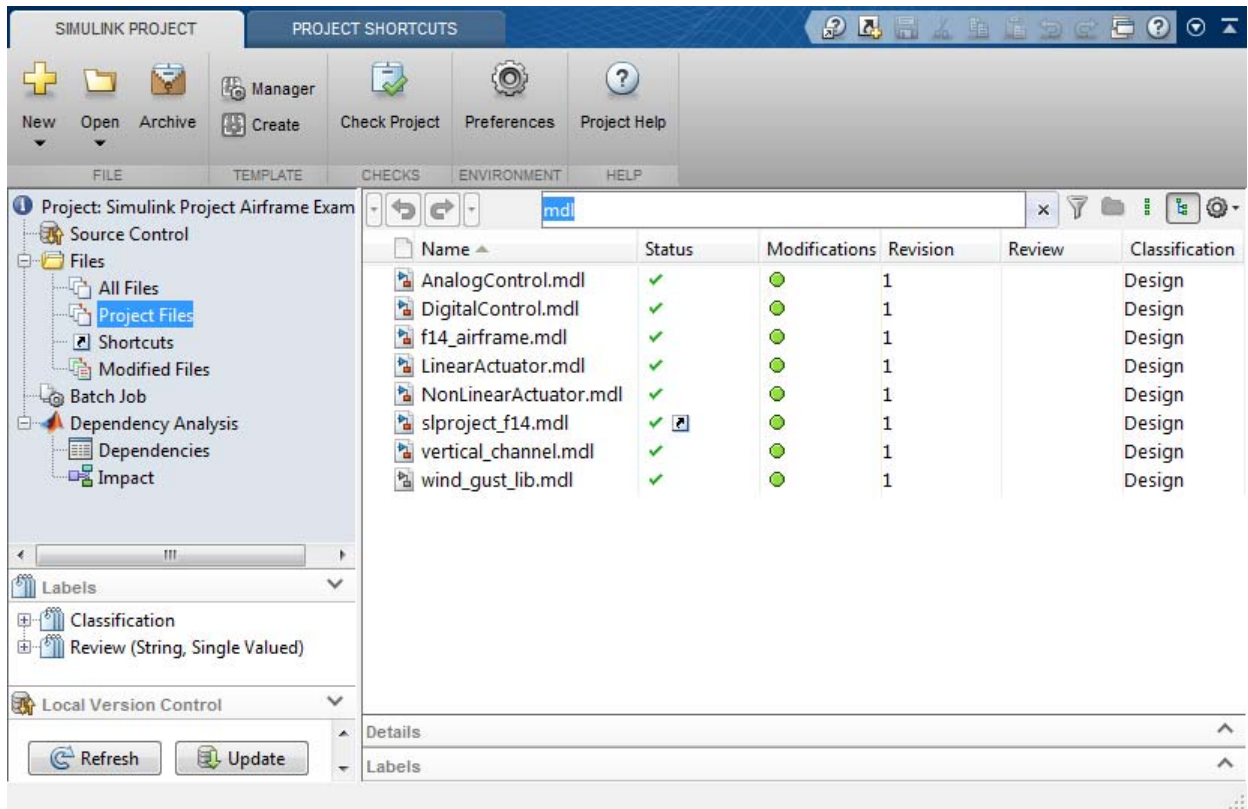 SIMULINK PROJECT PROJECT SHORTCUTS
New Open Archive Manager Create Check Project Preferences Project Help
FILE TEMPLATE CHECKS ENVIRONMENT HELP
Project: Simulink Project Airframe Exam
Source Control
Files
All Files
Project Files
Shortcuts
Modified Files
Batch Job
Dependency Analysis
Dependencies
Impact
Labels
Classification
Review (String, Single Valued)
Local Version Control
Refresh Update
mdl
Name Status Modifications Revision Review Classification
AnalogControl.mdl 1 Design
DigitalControl.mdl 1 Design
f14_airframe.mdl 1 Design
LinearActuator.mdl 1 Design
NonLinearActuator.mdl 1 Design
slproject_f14.mdl 1 Design
vertical_channel.mdl 1 Design
wind_gust_lib.mdl 1 Design
Details
Labels